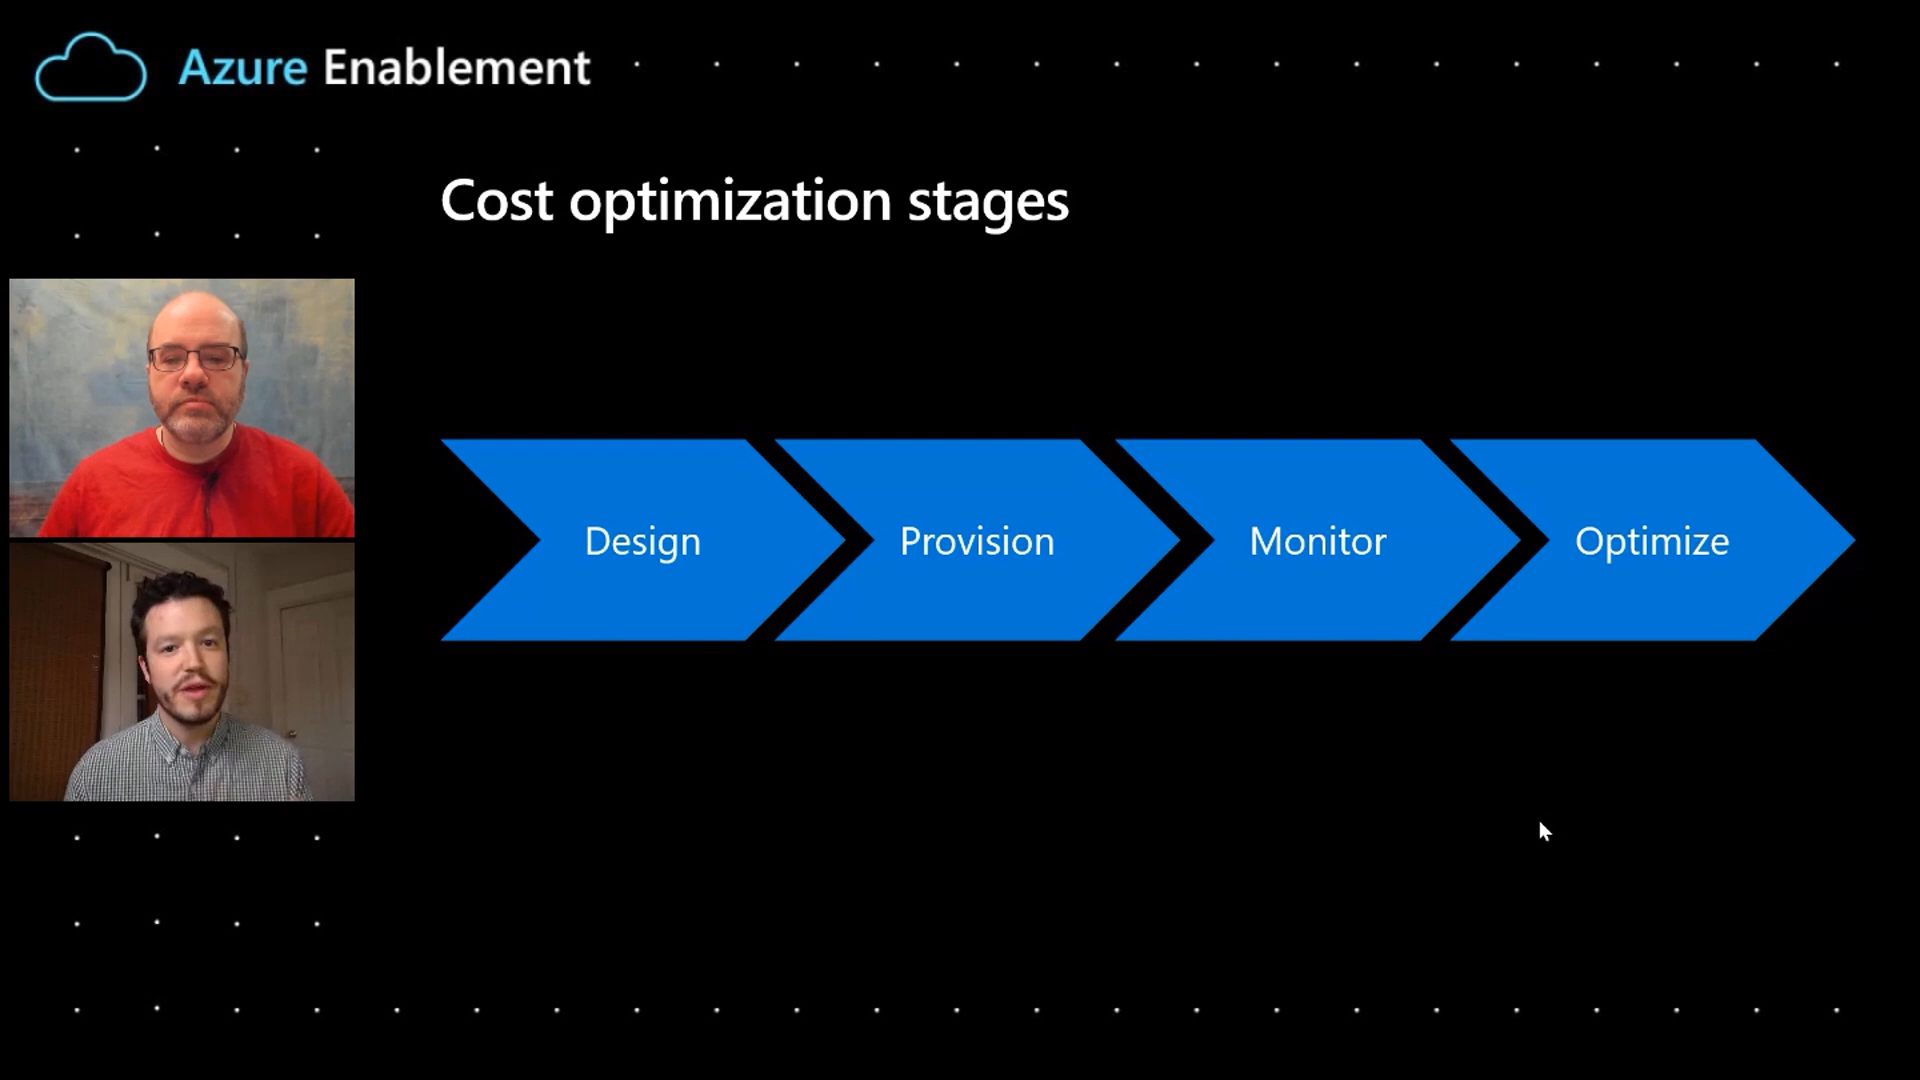 Azure Enablement
Cost optimization stages
Design
Provision
Monitor
Optimize